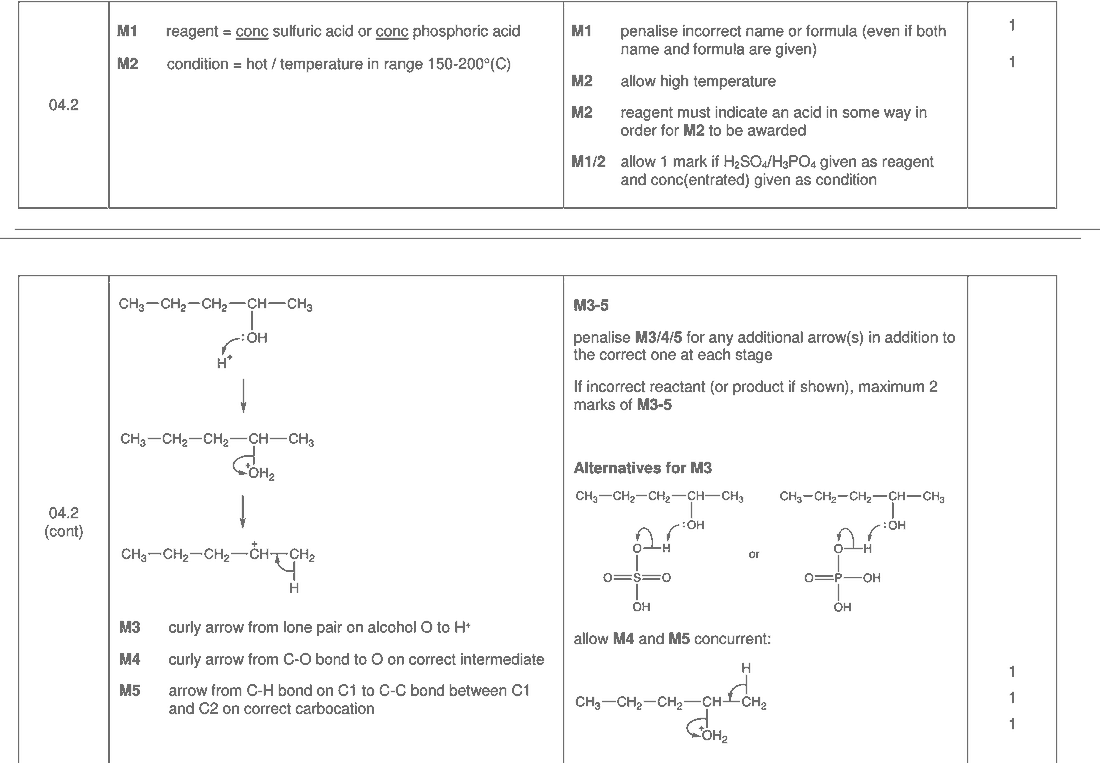 04.2
M1 reagent = conc sulfuric acid or conc phosphoric acid
M2 condition = hot / temperature in range 150-200°(C)
M1 penalise incorrect name or formula (even if both
name and formula are given)
M2 allow high temperature
M2 reagent must indicate an acid in some way in
order for M2 to be awarded
M1/2 allow 1 mark if H₂SO₄/H₃PO₄ given as reagent
and conc(entrated) given as condition
1
1
04.2
(cont)
CH₃—CH₂—CH₂—CH—CH₃
:OH
H⁺
CH₃—CH₂—CH₂—CH—CH₃
⁺OH₂
CH₃—CH₂—CH₂—⁺CH—CH₂
H
M3 curly arrow from lone pair on alcohol O to H⁺
M4 curly arrow from C-O bond to O on correct intermediate
M5 arrow from C-H bond on C1 to C-C bond between C1
and C2 on correct carbocation
M3-5
penalise M3/4/5 for any additional arrow(s) in addition to
the correct one at each stage
If incorrect reactant (or product if shown), maximum 2
marks of M3-5
Alternatives for M3
CH₃—CH₂—CH₂—CH—CH₃ CH₃—CH₂—CH₂—CH—CH₃
:OH :OH
O—H or O—H
O=S=O O=P—OH
OH OH
allow M4 and M5 concurrent:
H
CH₃—CH₂—CH₂—CH—CH₂
⁺OH₂
1
1
1